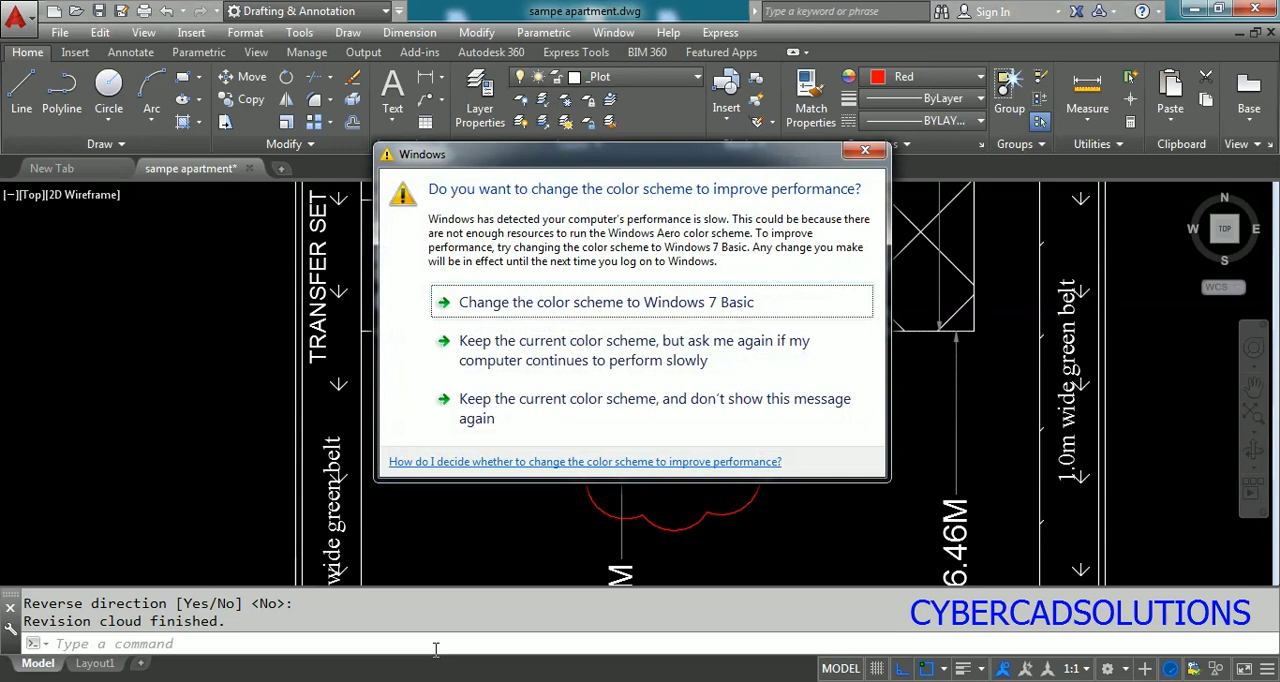 Drafting & Annotation
sampe apartment.dwg
Type a keyword or phrase
Sign In
File Edit View Insert Format Tools Draw Dimension Modify Parametric Window Help Express
Home Insert Annotate Parametric View Manage Output Add-ins Autodesk 360 Express Tools BIM 360 Featured Apps
Move
_Plot
Red
Copy
ByLayer
Line Polyline Circle Arc
Text
Layer
Properties
Insert
Match
Properties
BYLAY...
Group
Measure
Paste
Base
Draw
Modify
Groups
Utilities
Clipboard
View
New Tab
sampe apartment*
[−][Top][2D Wireframe]
Windows
Do you want to change the color scheme to improve performance?
Windows has detected your computer's performance is slow. This could be because there
are not enough resources to run the Windows Aero color scheme. To improve
performance, try changing the color scheme to Windows 7 Basic. Any change you make
will be in effect until the next time you log on to Windows.
Change the color scheme to Windows 7 Basic
Keep the current color scheme, but ask me again if my
computer continues to perform slowly
Keep the current color scheme, and don't show this message
again
How do I decide whether to change the color scheme to improve performance?
TRANSFER SET
wide green belt
M
6.46M
1.0m wide green belt
N
W TOP E
S
WCS
Reverse direction [Yes/No] <No>:
Revision cloud finished.
Type a command
CYBERCADSOLUTIONS
Model Layout1
MODEL
1:1